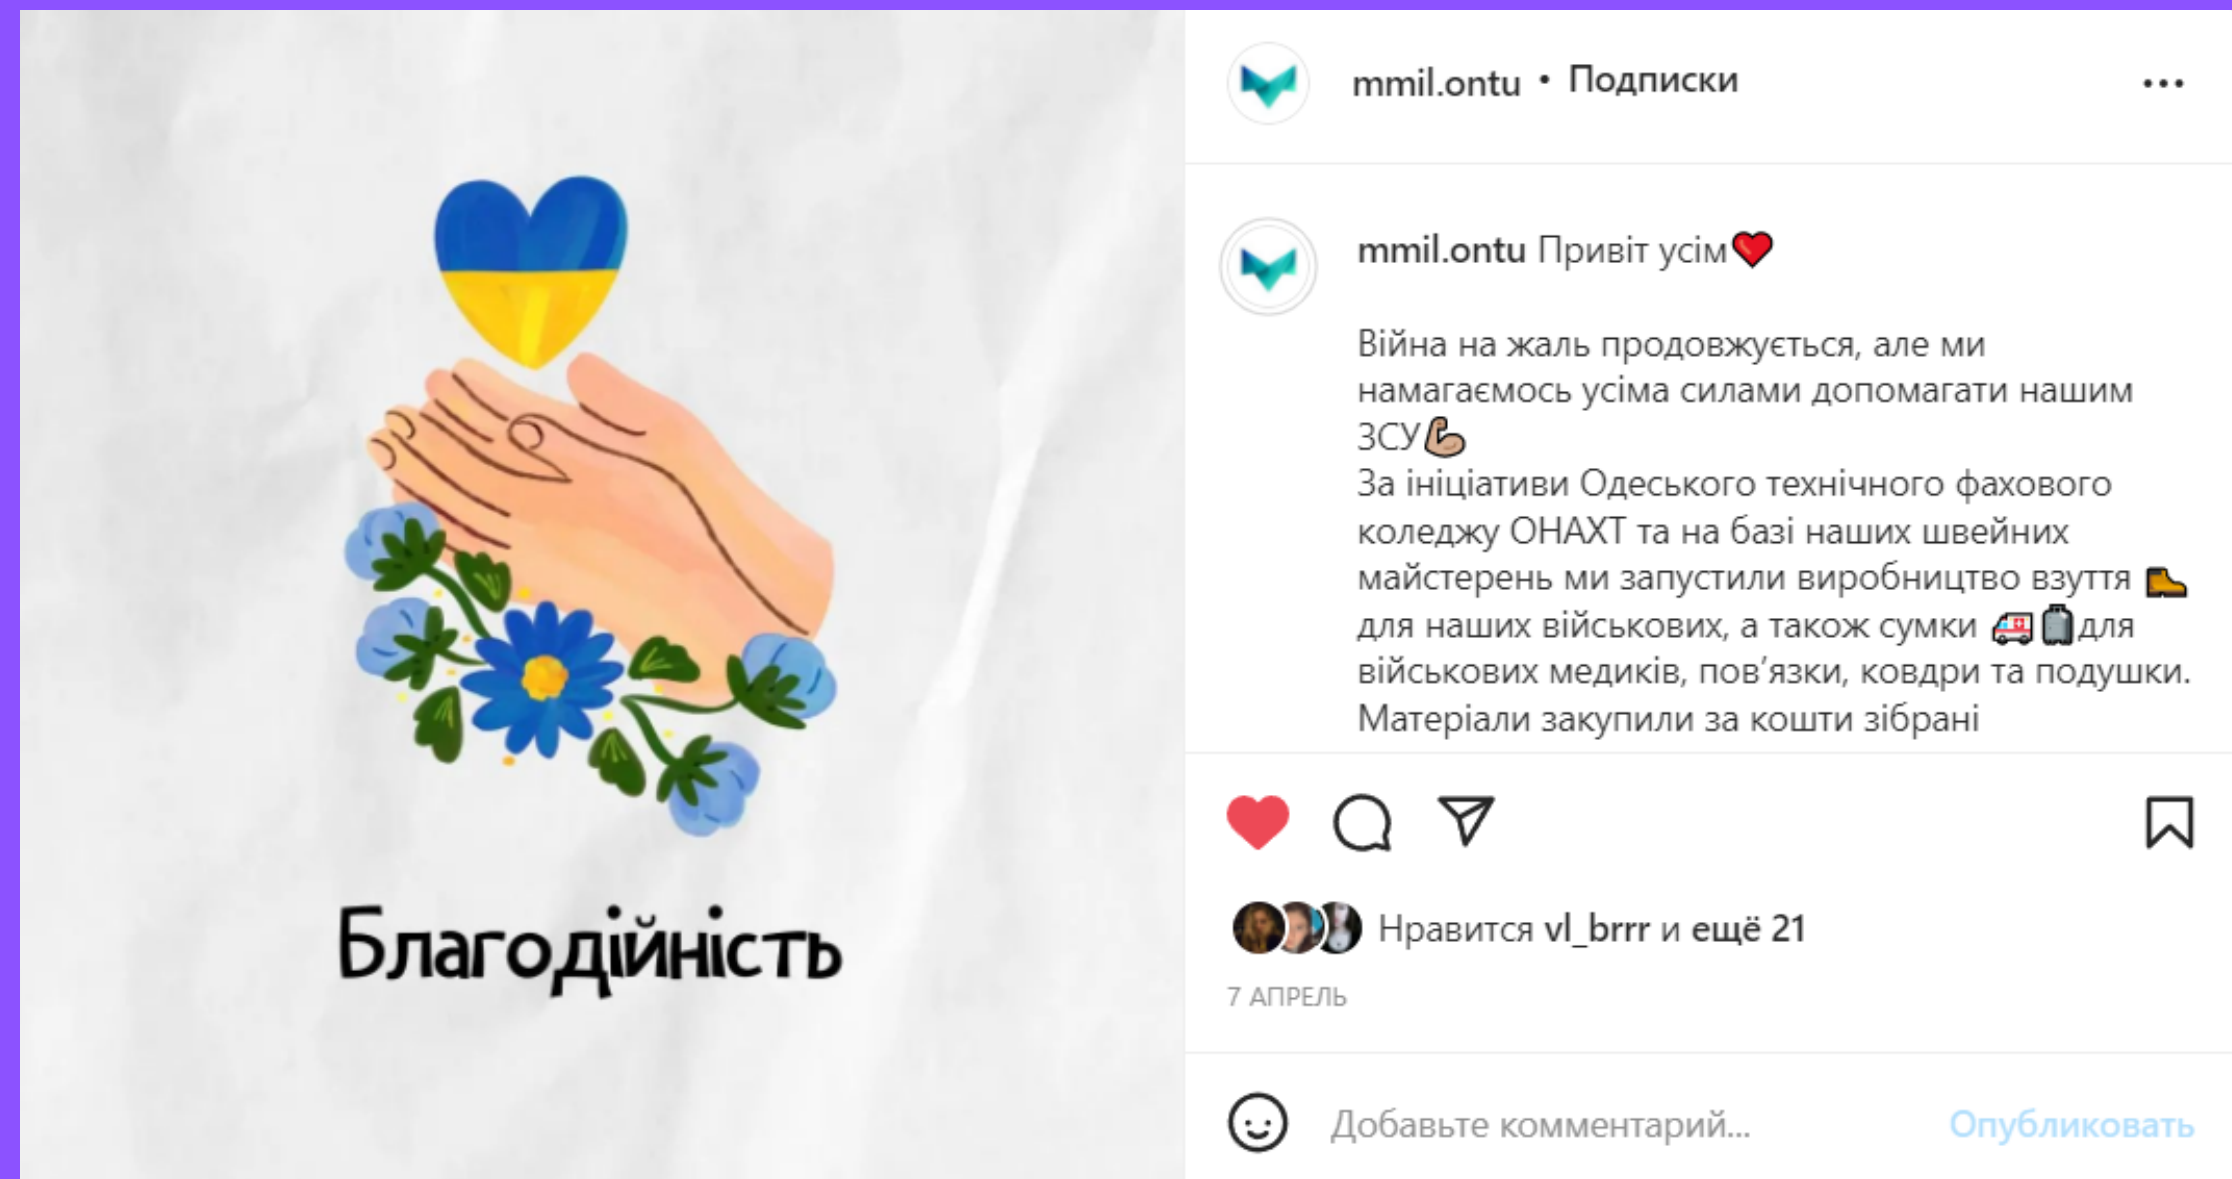 Благодійність
mmil.ontu • Подписки
mmil.ontu Привіт усім❤️
Війна на жаль продовжується, але ми
намагаємось усіма силами допомагати нашим
ЗСУ💪🏼
За ініціативи Одеського технічного фахового
коледжу ОНАХТ та на базі наших швейних
майстерень ми запустили виробництво взуття 🥾
для наших військових, а також сумки 🚑🧳для
військових медиків, пов’язки, ковдри та подушки.
Матеріали закупили за кошти зібрані
Нравится vl_brrr и ещё 21
7 АПРЕЛЬ
Добавьте комментарий...
Опубликовать